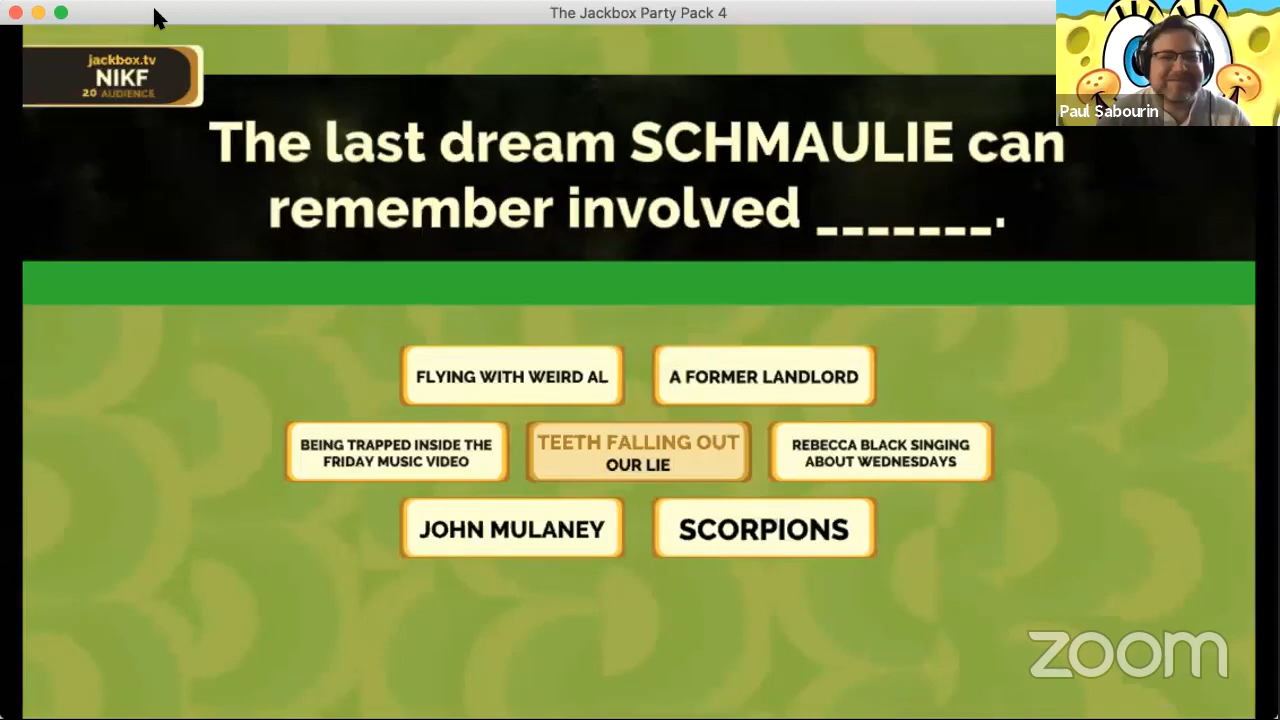 The Jackbox Party Pack 4
jackbox.tv
NIKF
20 AUDIENCE
Paul Sabourin
The last dream SCHMAULIE can
remember involved _______.
FLYING WITH WEIRD AL
A FORMER LANDLORD
BEING TRAPPED INSIDE THE
FRIDAY MUSIC VIDEO
TEETH FALLING OUT
OUR LIE
REBECCA BLACK SINGING
ABOUT WEDNESDAYS
JOHN MULANEY
SCORPIONS
zoom